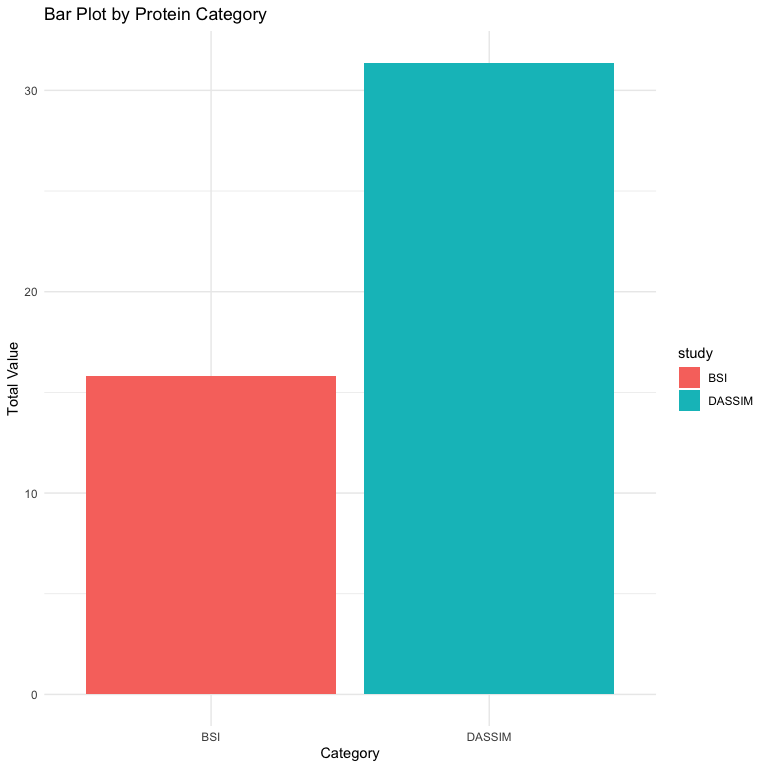 Bar Plot by Protein Category
Total Value
30
20
10
0
BSI
DASSIM
Category
study
BSI
DASSIM